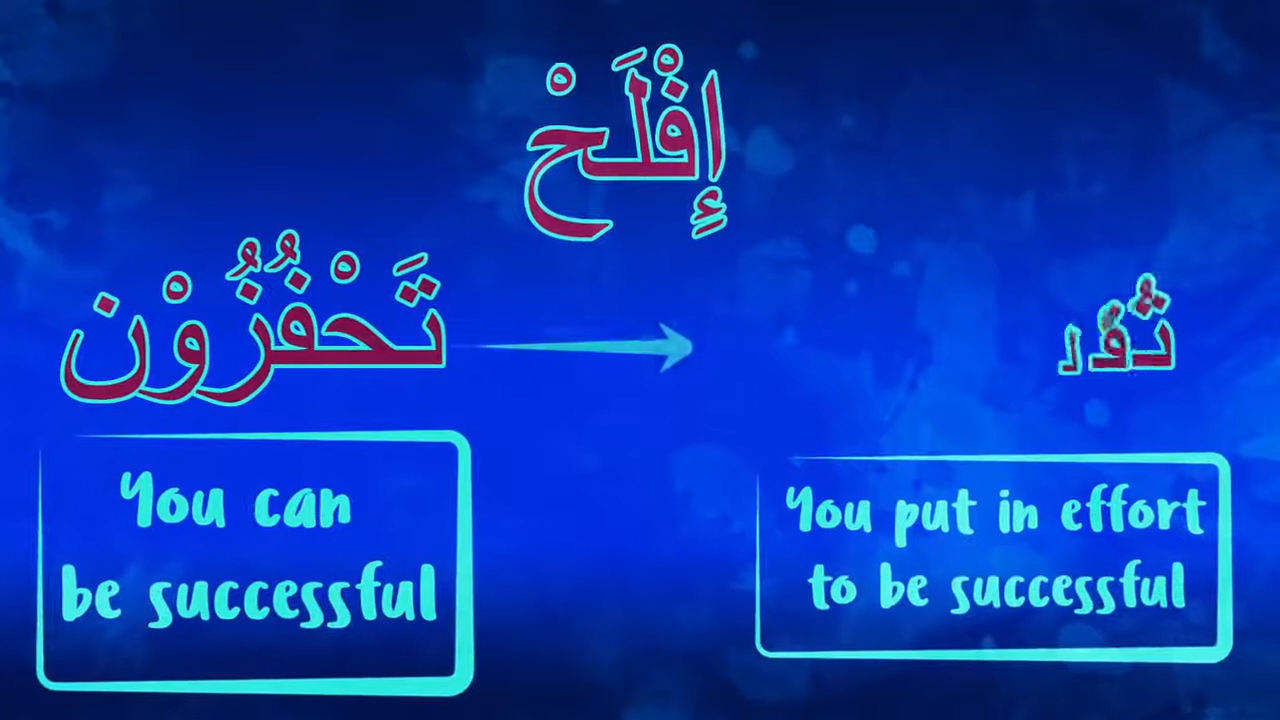 إِفْلَحْ
تَحْفُزُوْن
You can
be successful
You put in effort
to be successful